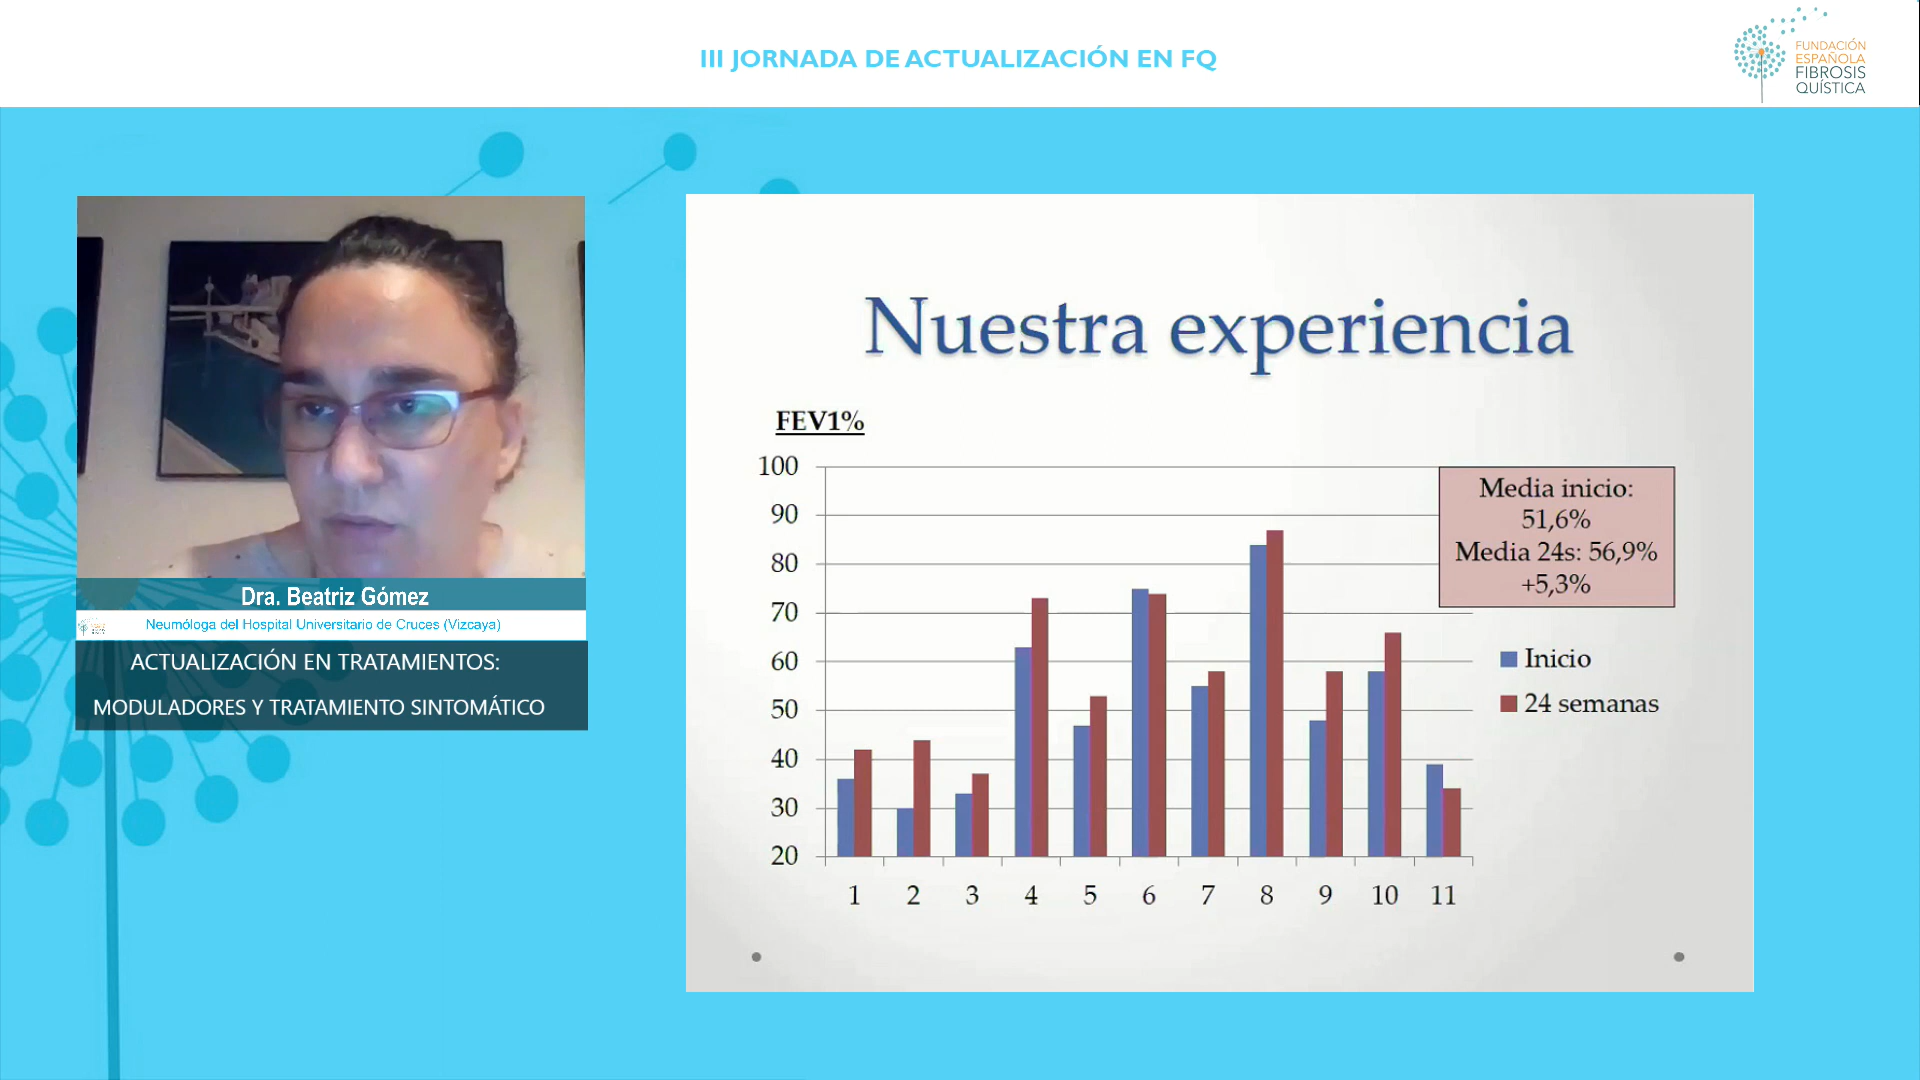 III JORNADA DE ACTUALIZACIÓN EN FQ
FUNDACIÓN
ESPAÑOLA
FIBROSIS
QUÍSTICA
Dra. Beatriz Gómez
Neumóloga del Hospital Universitario de Cruces (Vizcaya)
ACTUALIZACIÓN EN TRATAMIENTOS:
MODULADORES Y TRATAMIENTO SINTOMÁTICO
Nuestra experiencia
FEV1%
100
90
80
70
60
50
40
30
20
1 2 3 4 5 6 7 8 9 10 11
Media inicio:
51,6%
Media 24s: 56,9%
+5,3%
Inicio
24 semanas